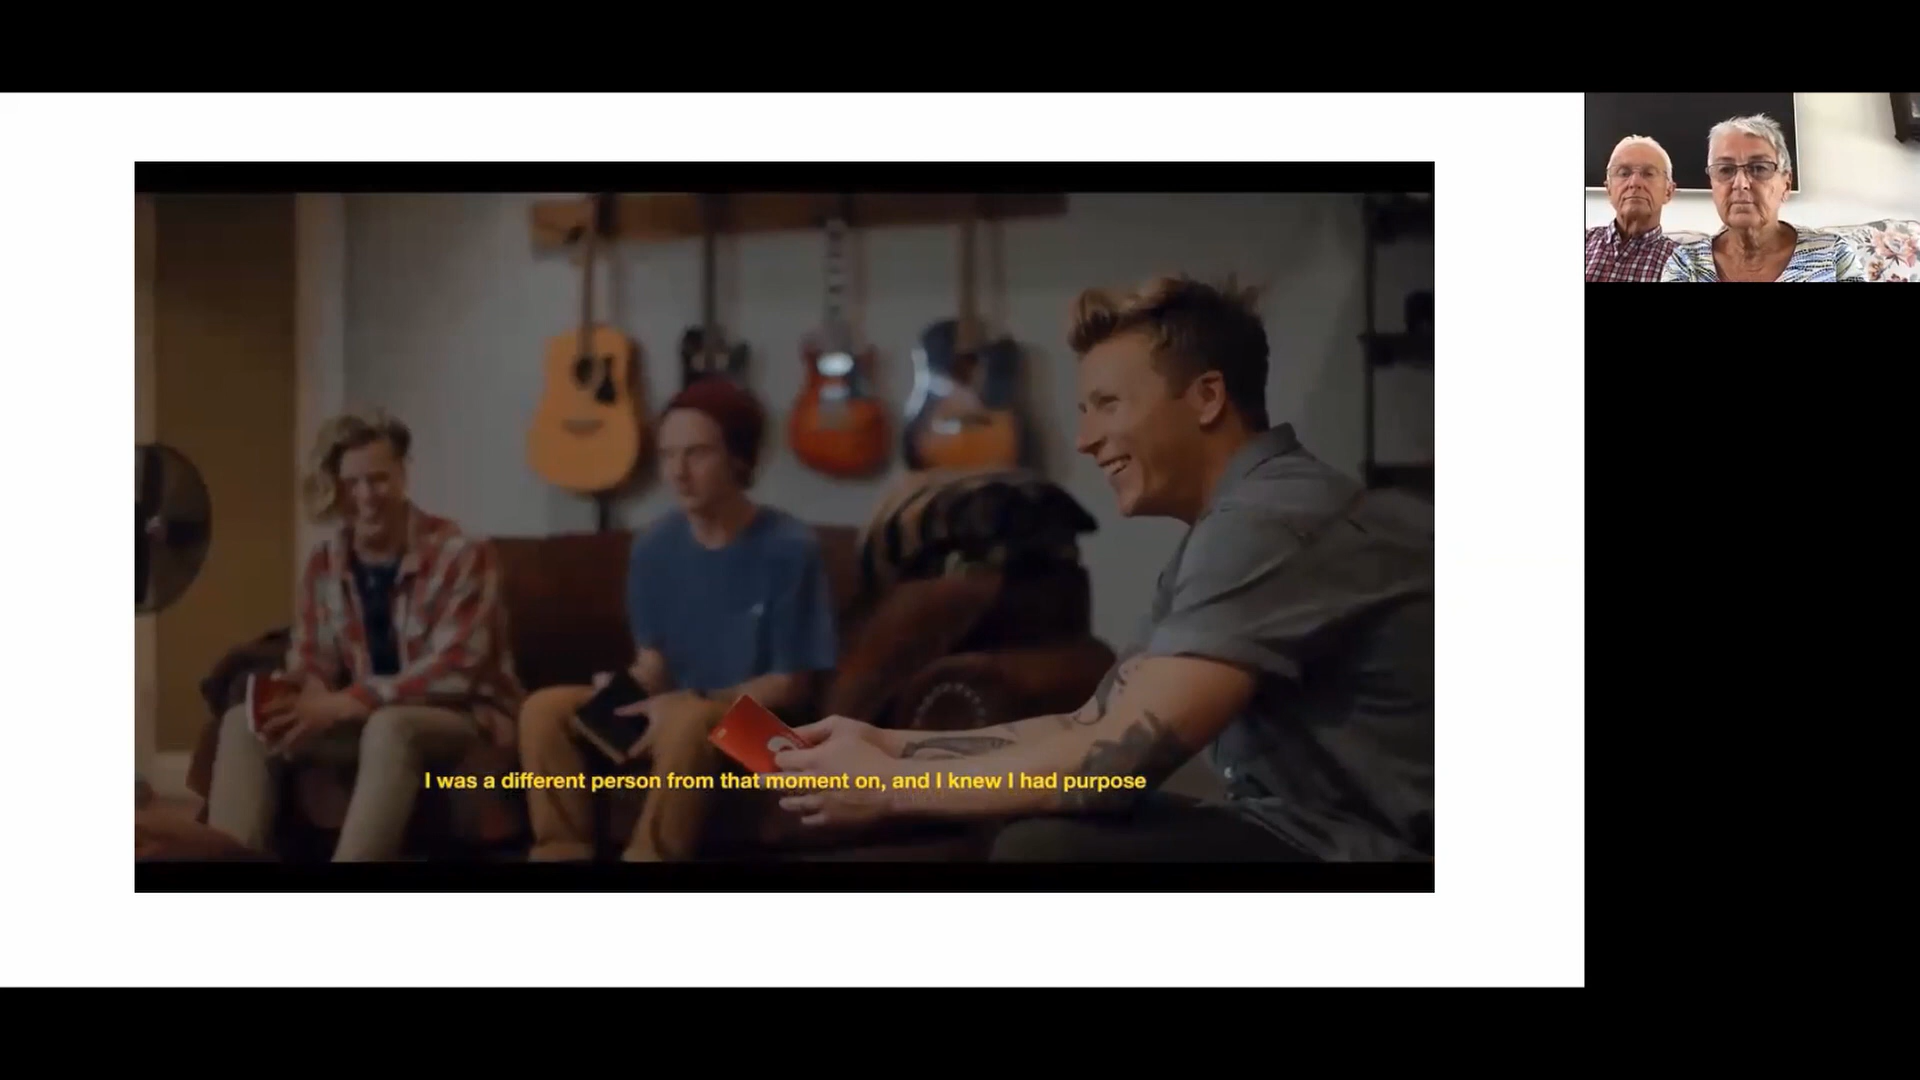 I was a different person from that moment on, and I knew I had purpose